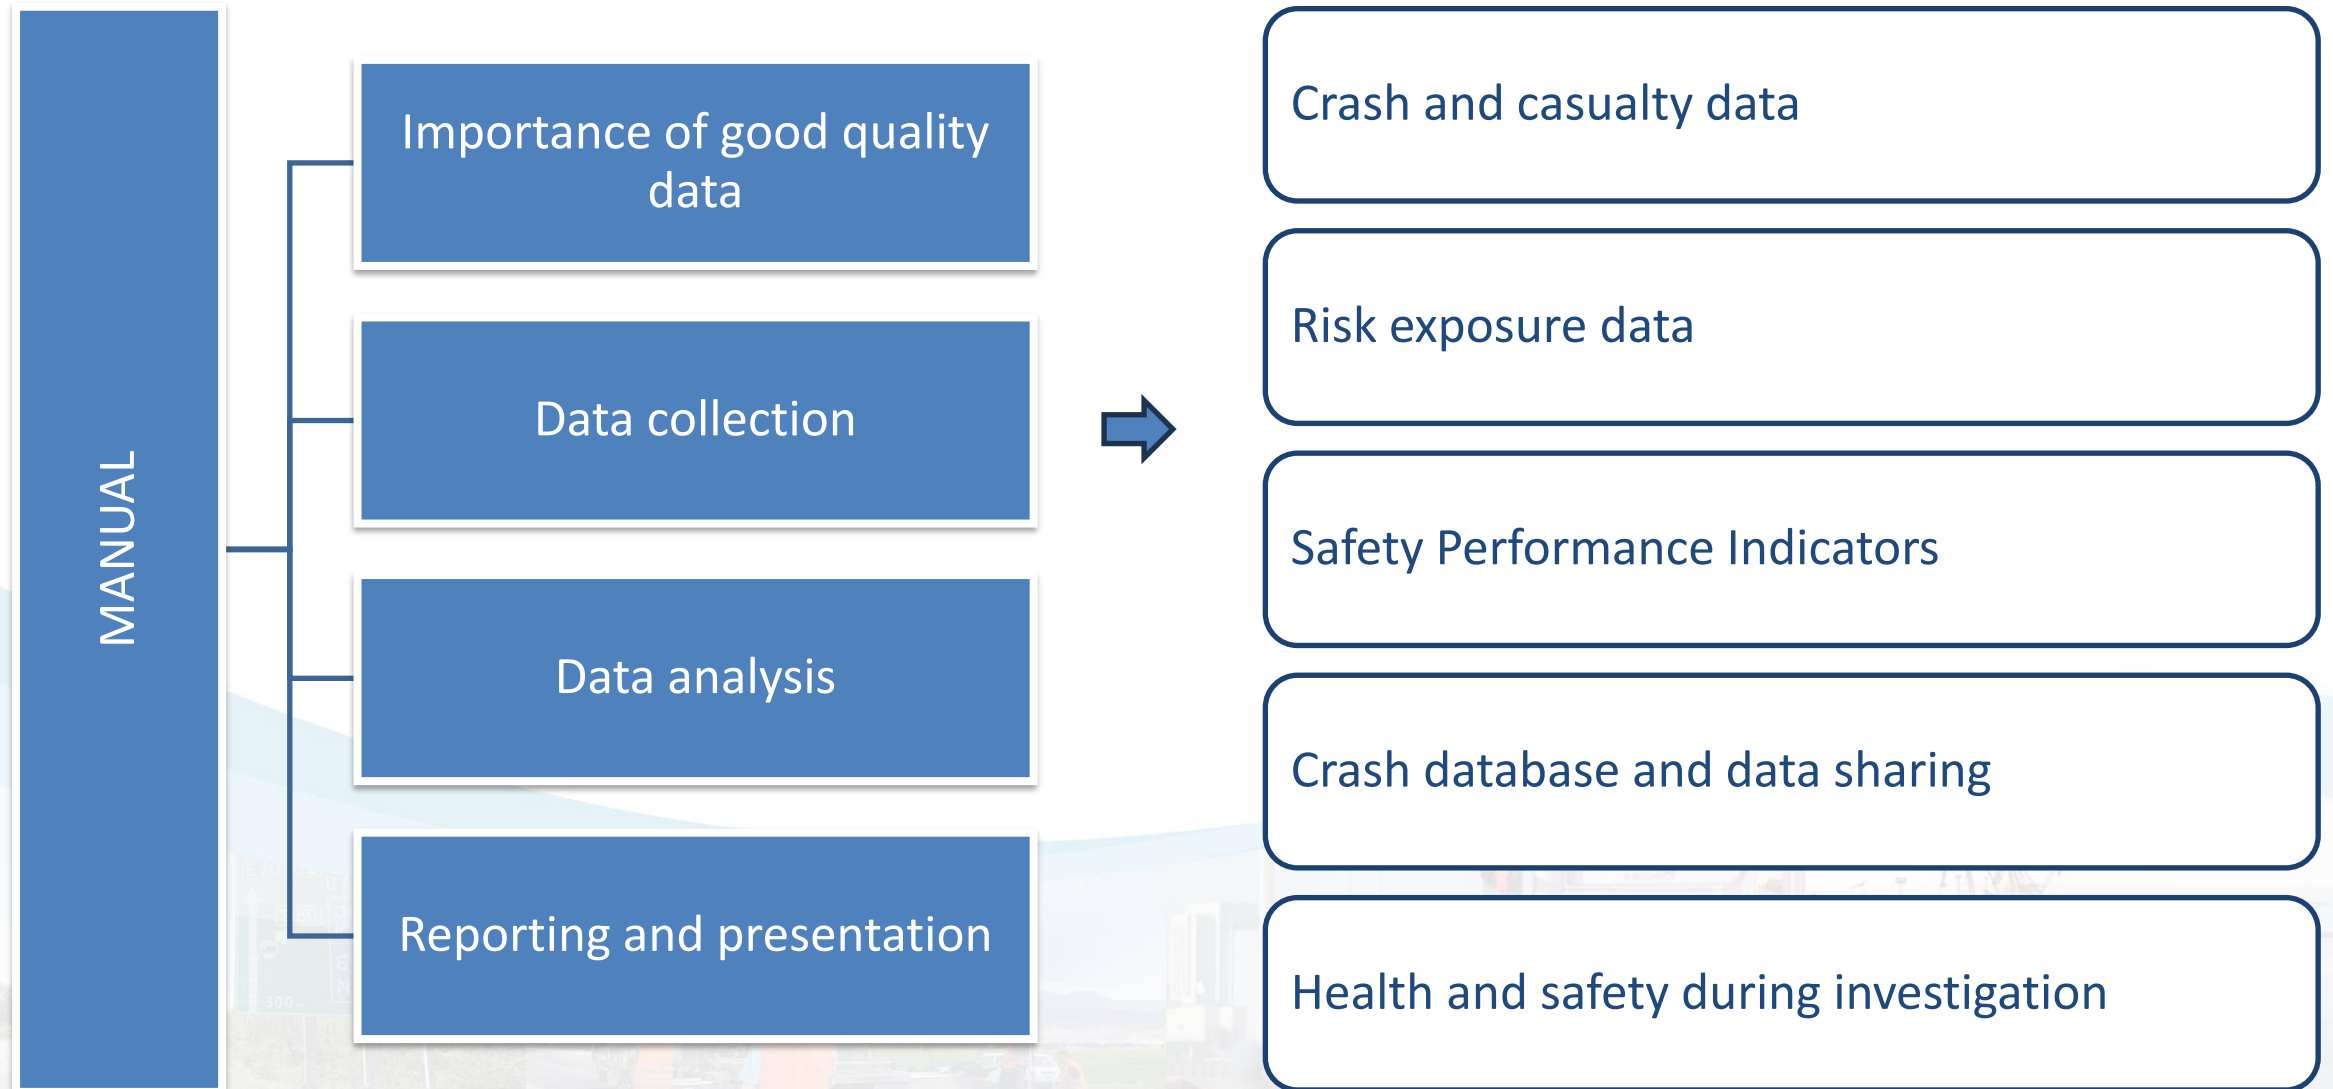 MANUAL
Importance of good quality
data
Data collection
Data analysis
Reporting and presentation
Crash and casualty data
Risk exposure data
Safety Performance Indicators
Crash database and data sharing
Health and safety during investigation